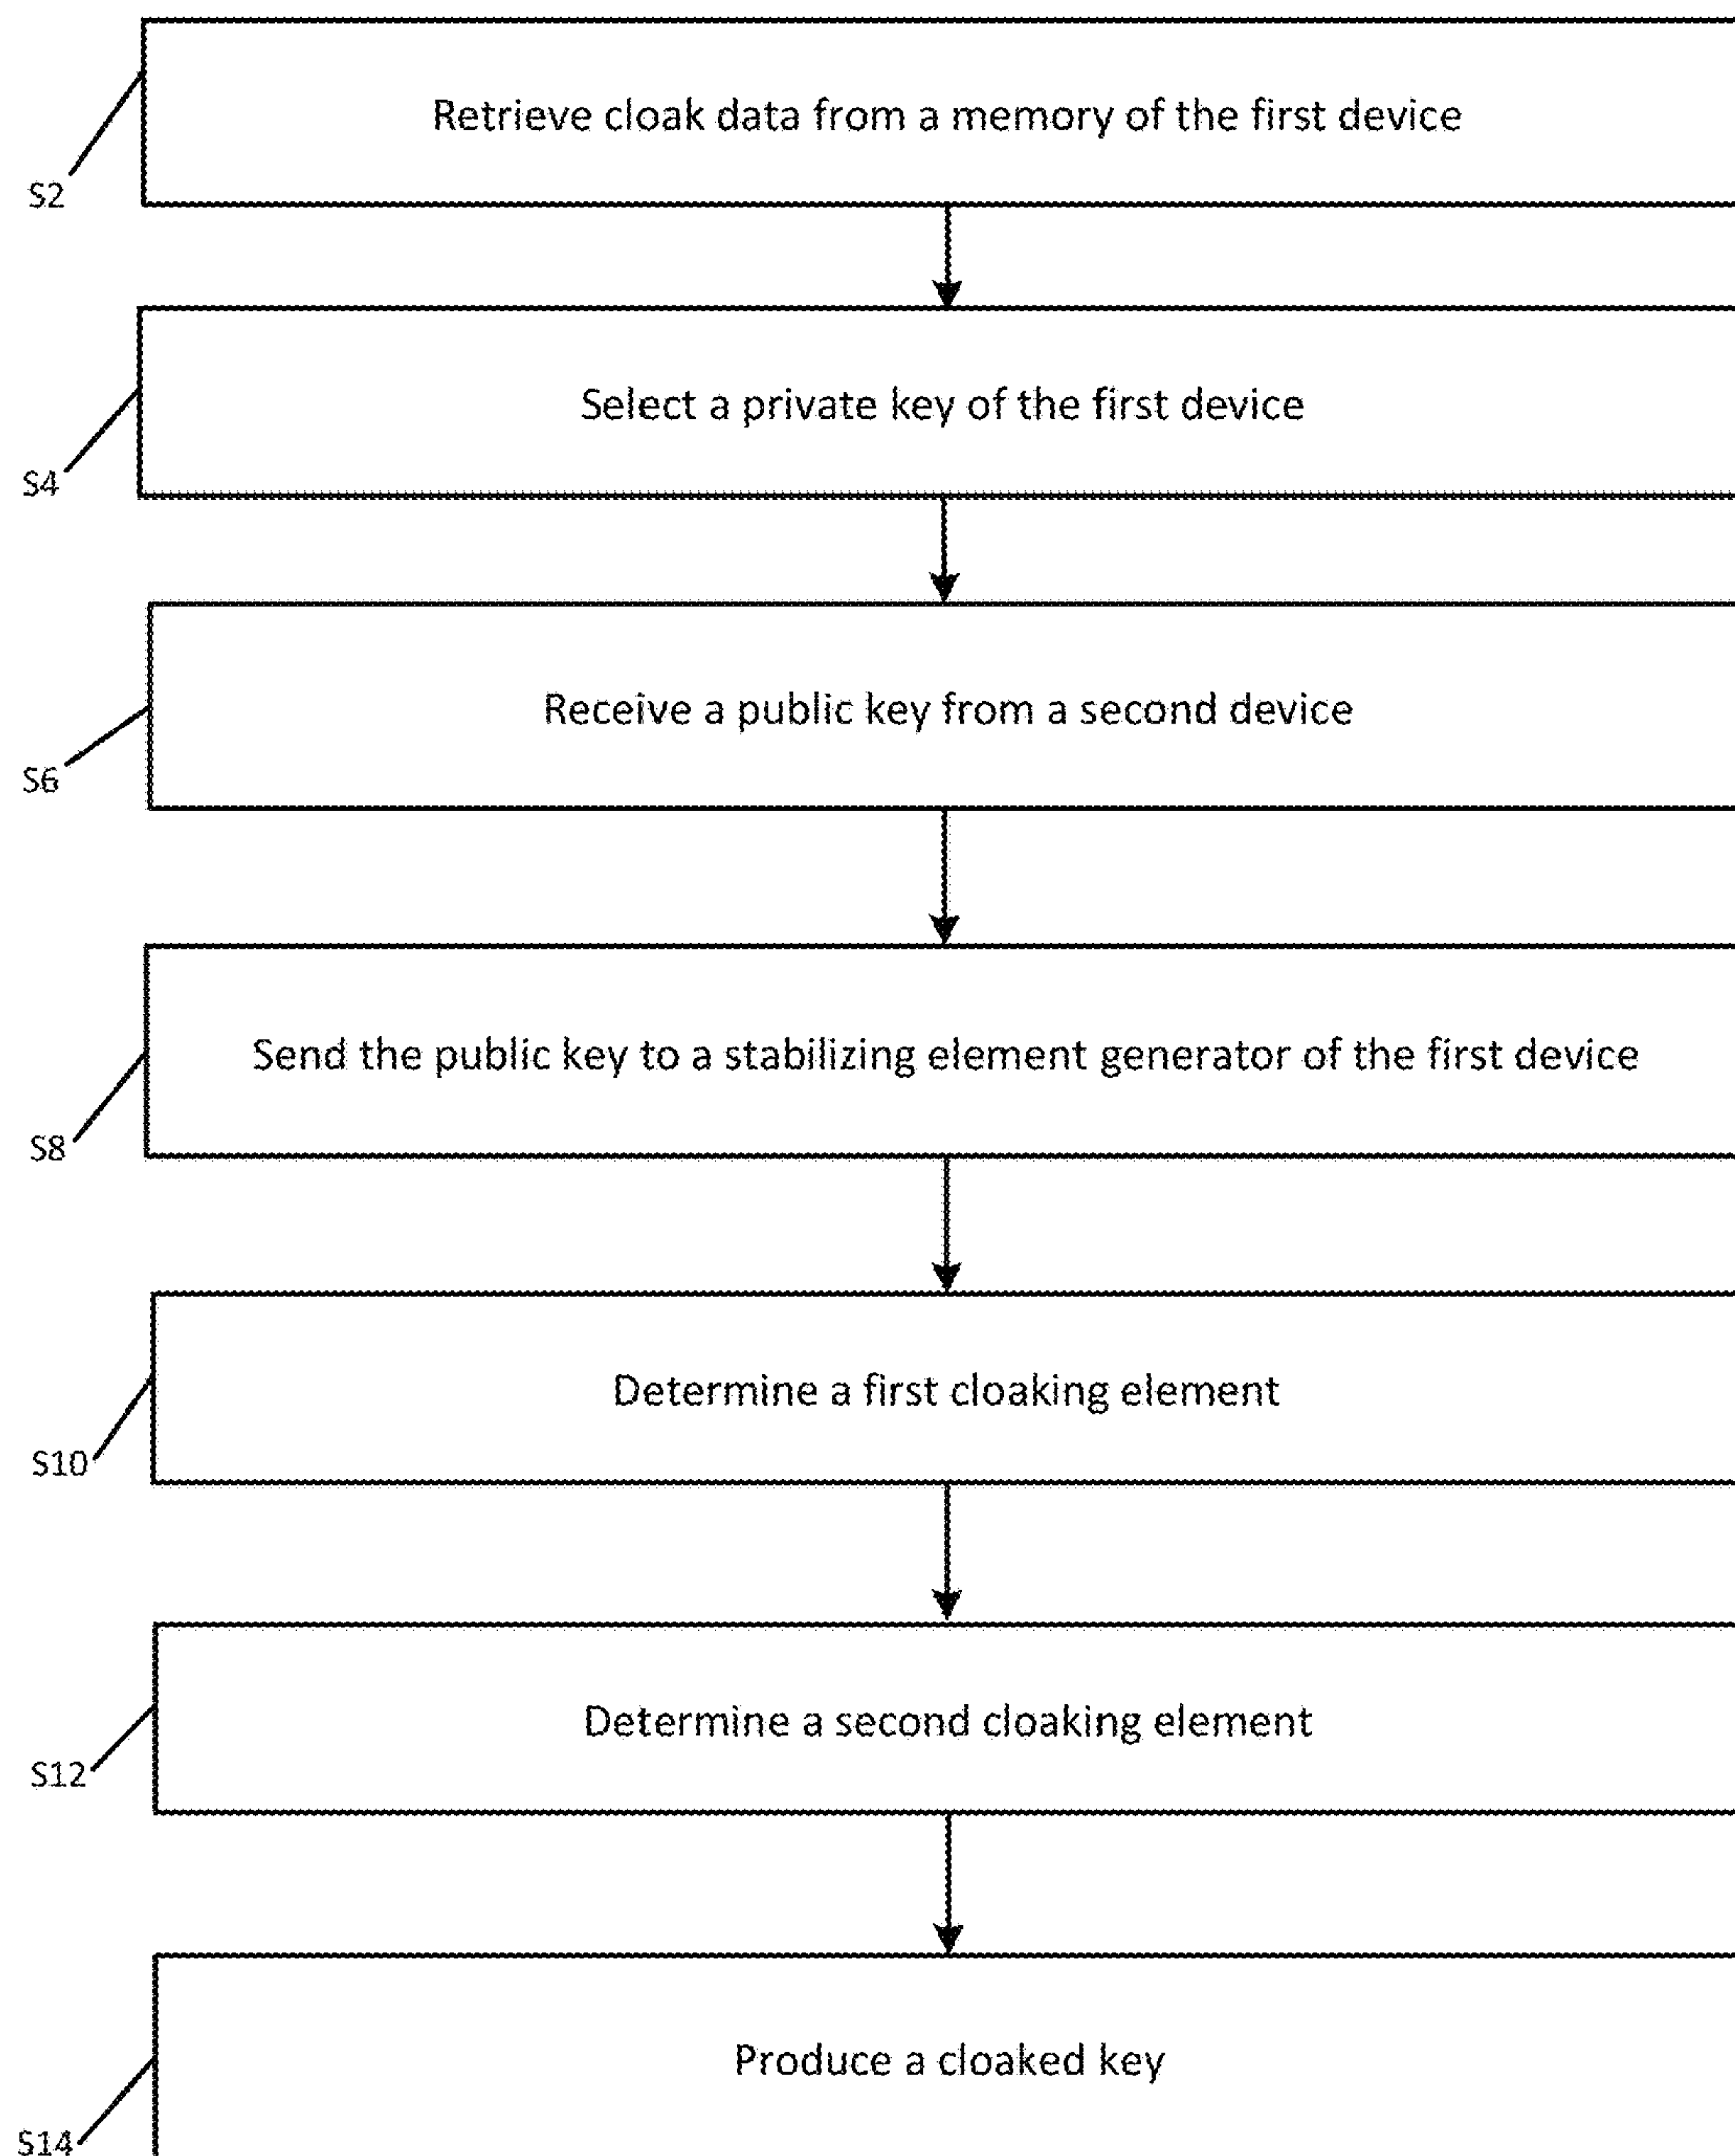 Retrieve cloak data from a memory of the first device
S2
Select a private key of the first device
S4
Receive a public key from a second device
S6
Send the public key to a stabilizing element generator of the first device
S8
Determine a first cloaking element
S10
Determine a second cloaking element
S12
Produce a cloaked key
S14